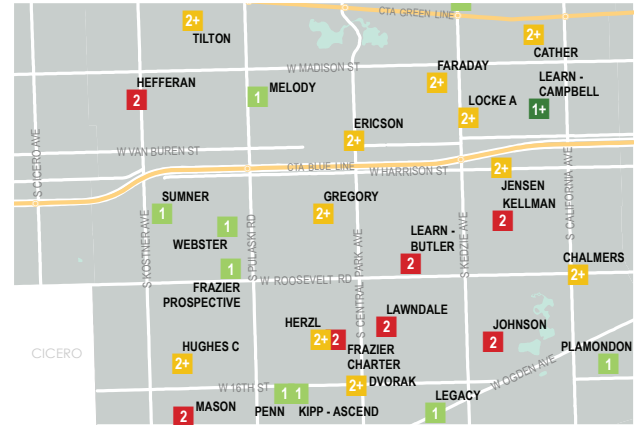 CTA GREEN LINE
2+
TILTON
2+
CATHER
W MADISON ST
HEFFERAN
2
1
MELODY
FARADAY
2+
LEARN -
CAMPBELL
1+
LOCKE A
2+
ERICSON
2+
S CICERO AVE
W VAN BUREN ST
CTA BLUE LINE
W HARRISON ST
S CALIFORNIA AVE
2+
JENSEN
SUMNER
1
GREGORY
2+
KELLMAN
2
WEBSTER
1
S KOSTNER AVE
S PULASKI RD
S CENTRAL PARK AVE
S KEDZIE AVE
LEARN -
BUTLER
2
1
FRAZIER
PROSPECTIVE
W ROOSEVELT RD
CHALMERS
2+
HERZL
2+
2
FRAZIER
CHARTER
LAWNDALE
2
JOHNSON
2
CICERO
HUGHES C
2+
PLAMONDON
1
W OGDEN AVE
W 16TH ST
2+
DVORAK
1
1
PENN
KIPP - ASCEND
LEGACY
1
2
MASON